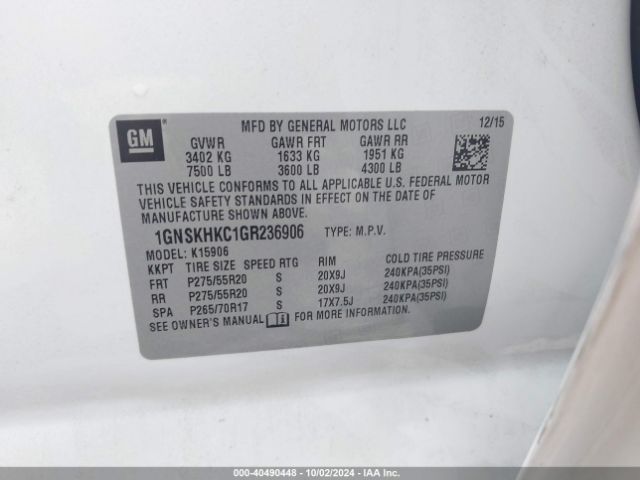 GM
®
MFD BY GENERAL MOTORS LLC 12/15
GVWR GAWR FRT GAWR RR
3402 KG 1633 KG 1951 KG
7500 LB 3600 LB 4300 LB
THIS VEHICLE CONFORMS TO ALL APPLICABLE U.S. FEDERAL MOTOR
VEHICLE SAFETY STANDARDS IN EFFECT ON THE DATE OF
MANUFACTURE SHOWN ABOVE.
1GNSKHKC1GR236906 TYPE: M.P.V.
MODEL: K15906
KKPT TIRE SIZE SPEED RTG RIM COLD TIRE PRESSURE
FRT P275/55R20 S 20X9J 240KPA(35PSI)
RR P275/55R20 S 20X9J 240KPA(35PSI)
SPA P265/70R17 S 17X7.5J 240KPA(35PSI)
SEE OWNER'S MANUAL FOR MORE INFORMATION.
000-40490448 - 10/02/2024 - IAA Inc.